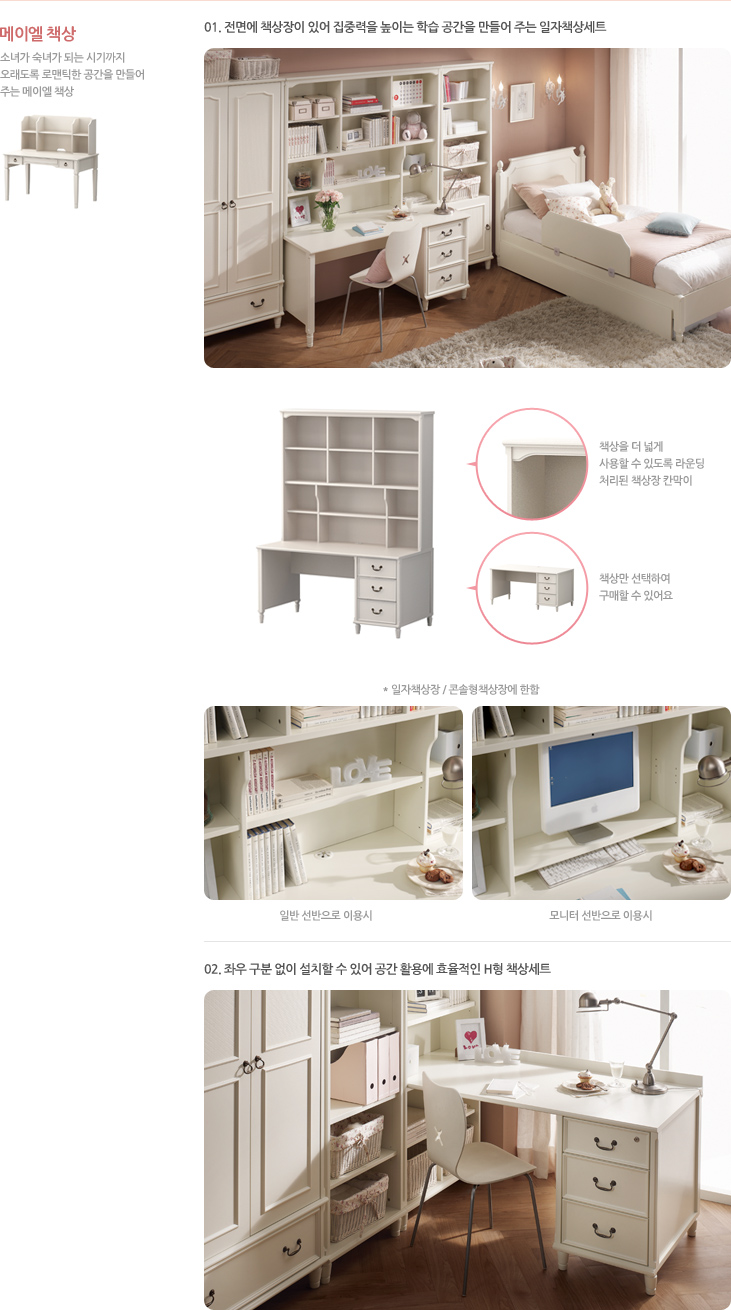 메이엘 책상
소녀가 숙녀가 되는 시기까지
오래도록 로맨틱한 공간을 만들어
주는 메이엘 책상
01. 전면에 책상장이 있어 집중력을 높이는 학습 공간을 만들어 주는 일자책상세트
책상을 더 넓게
사용할 수 있도록 라운딩
처리된 책상장 칸막이
책상만 선택하여
구매할 수 있어요
* 일자책상장 / 콘솔형책상장에 한함
LOVE
일반 선반으로 이용시
모니터 선반으로 이용시
02. 좌우 구분 없이 설치할 수 있어 공간 활용에 효율적인 H형 책상세트